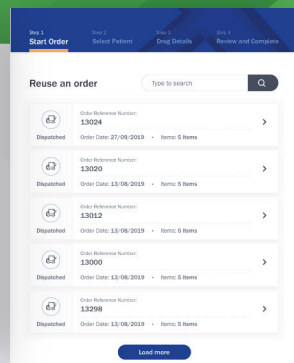 Step 1
Start Order
Step 2
Select Patient
Step 3
Drug Details
Step 4
Review and Complete
Reuse an order
Type to search
Order Reference Number:
13024
Dispatched
Order Date: 27/09/2019 • Items: 5 Items
Order Reference Number:
13020
Dispatched
Order Date: 13/08/2019 • Items: 5 Items
Order Reference Number:
13012
Dispatched
Order Date: 13/08/2019 • Items: 5 Items
Order Reference Number:
13000
Dispatched
Order Date: 13/08/2019 • Items: 5 Items
Order Reference Number:
13298
Dispatched
Order Date: 13/08/2019 • Items: 5 Items
Load more